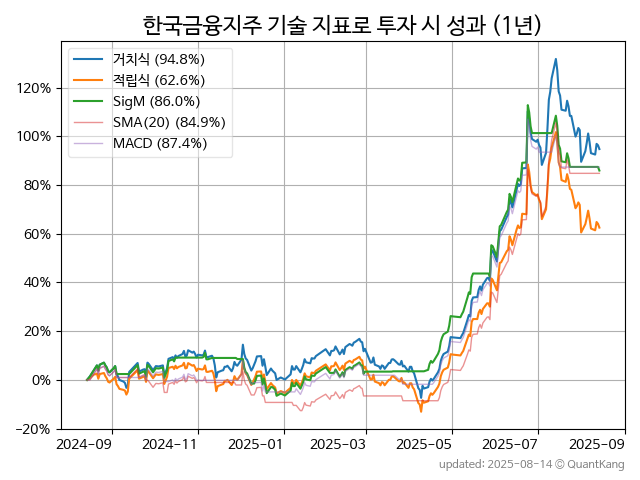 한국금융지주 기술 지표로 투자 시 성과 (1년)
거치식 (94.8%)
적립식 (62.6%)
SigM (86.0%)
SMA(20) (84.9%)
MACD (87.4%)
120%
100%
80%
60%
40%
20%
0%
−20%
2024-09 2024-11 2025-01 2025-03 2025-05 2025-07 2025-09
updated: 2025-08-14 © QuantKang